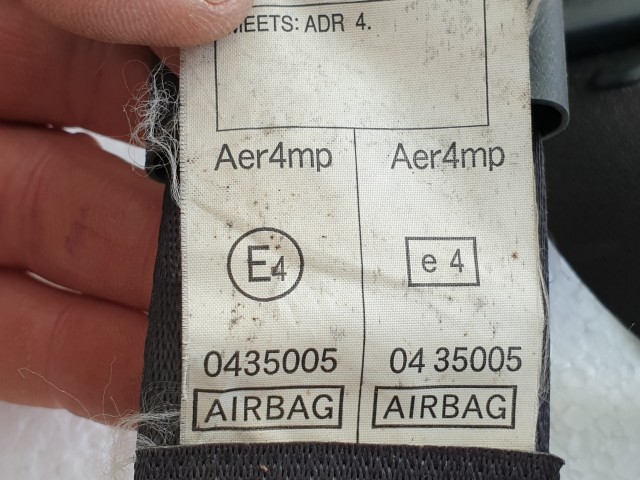 MEETS: ADR 4.
Aer4mp Aer4mp
E4 e 4
0435005 04 35005
AIRBAG AIRBAG